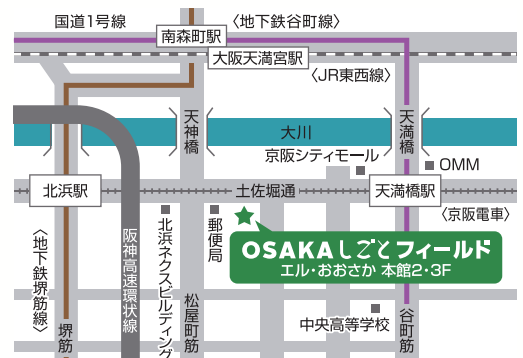 国道1号線
〈地下鉄谷町線〉
南森町駅
大阪天満宮駅
〈JR東西線〉
天神橋
大川
天満橋
京阪シティモール
OMM
北浜駅
土佐堀通
天満橋駅
〈京阪電車〉
〈地下鉄堺筋線〉
阪神高速環状線
北浜ネクスビルディング
郵便局
OSAKAしごとフィールド
エル・おおさか 本館2・3F
松屋町筋
中央高等学校
堺筋
谷町筋